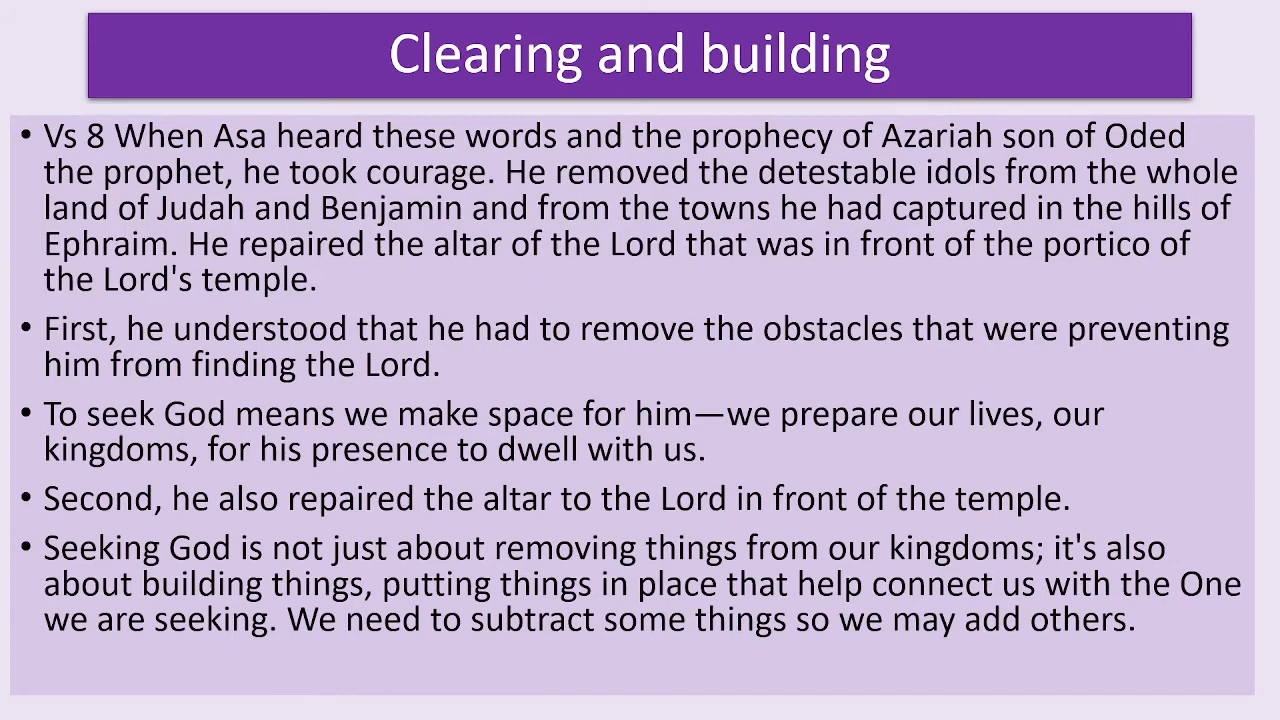 Clearing and building
• Vs 8 When Asa heard these words and the prophecy of Azariah son of Oded
the prophet, he took courage. He removed the detestable idols from the whole
land of Judah and Benjamin and from the towns he had captured in the hills of
Ephraim. He repaired the altar of the Lord that was in front of the portico of
the Lord's temple.
• First, he understood that he had to remove the obstacles that were preventing
him from finding the Lord.
• To seek God means we make space for him—we prepare our lives, our
kingdoms, for his presence to dwell with us.
• Second, he also repaired the altar to the Lord in front of the temple.
• Seeking God is not just about removing things from our kingdoms; it's also
about building things, putting things in place that help connect us with the One
we are seeking. We need to subtract some things so we may add others.